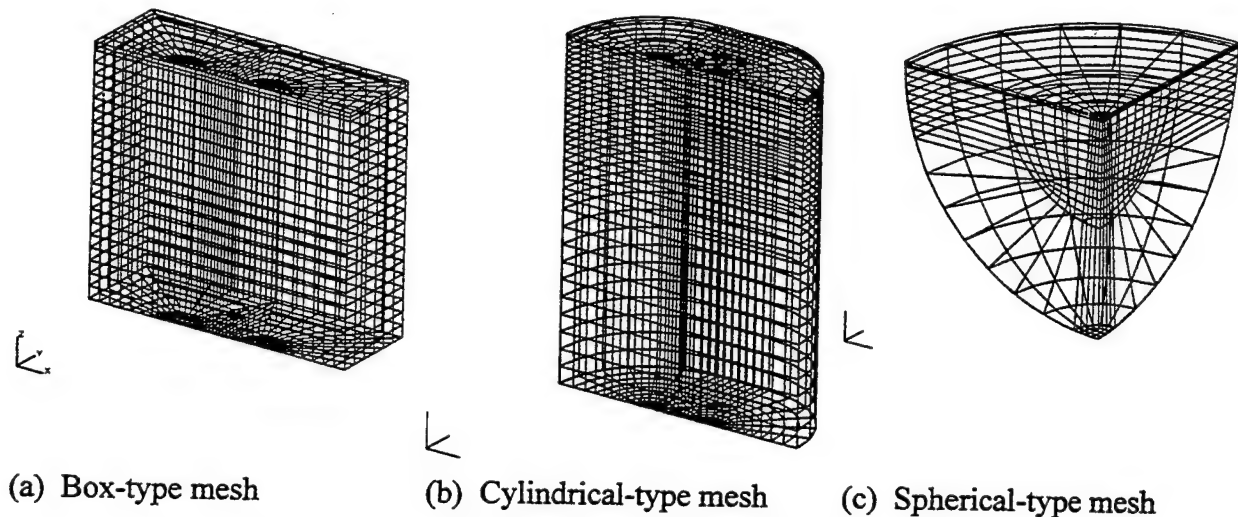 z
y
x
(a) Box-type mesh
(b) Cylindrical-type mesh
(c) Spherical-type mesh